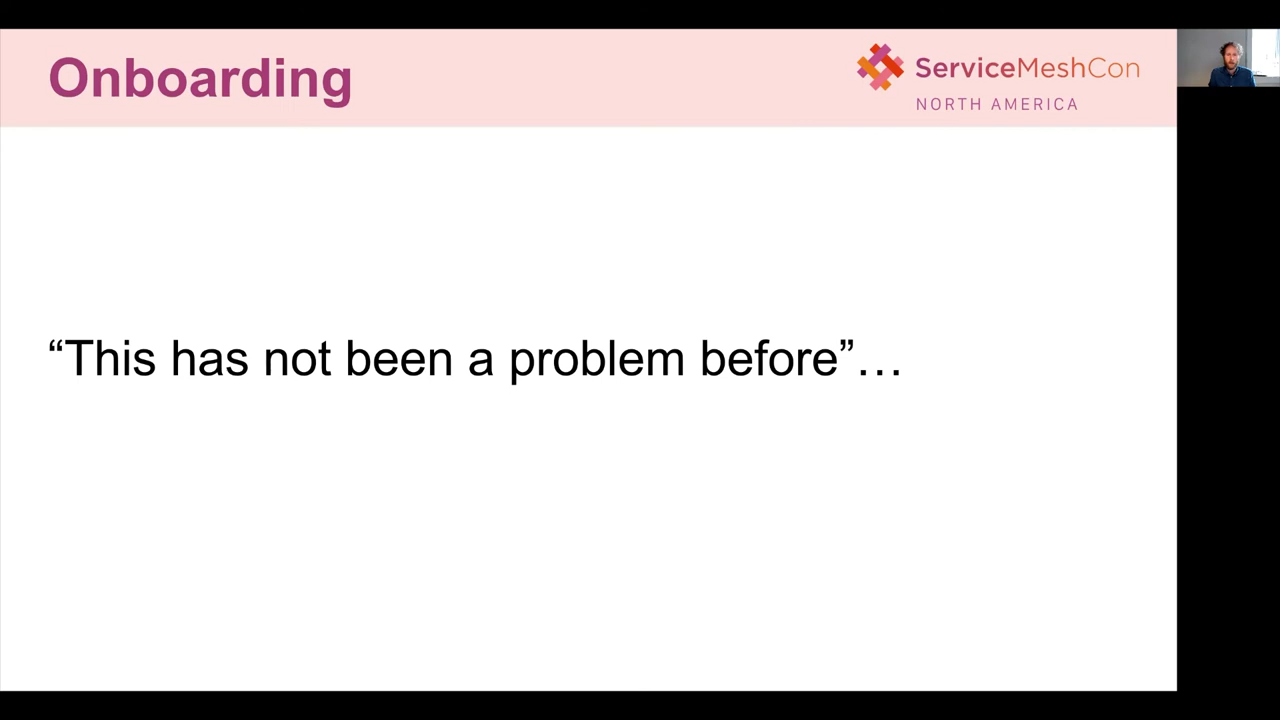 Onboarding
ServiceMeshCon
NORTH AMERICA
“This has not been a problem before”…